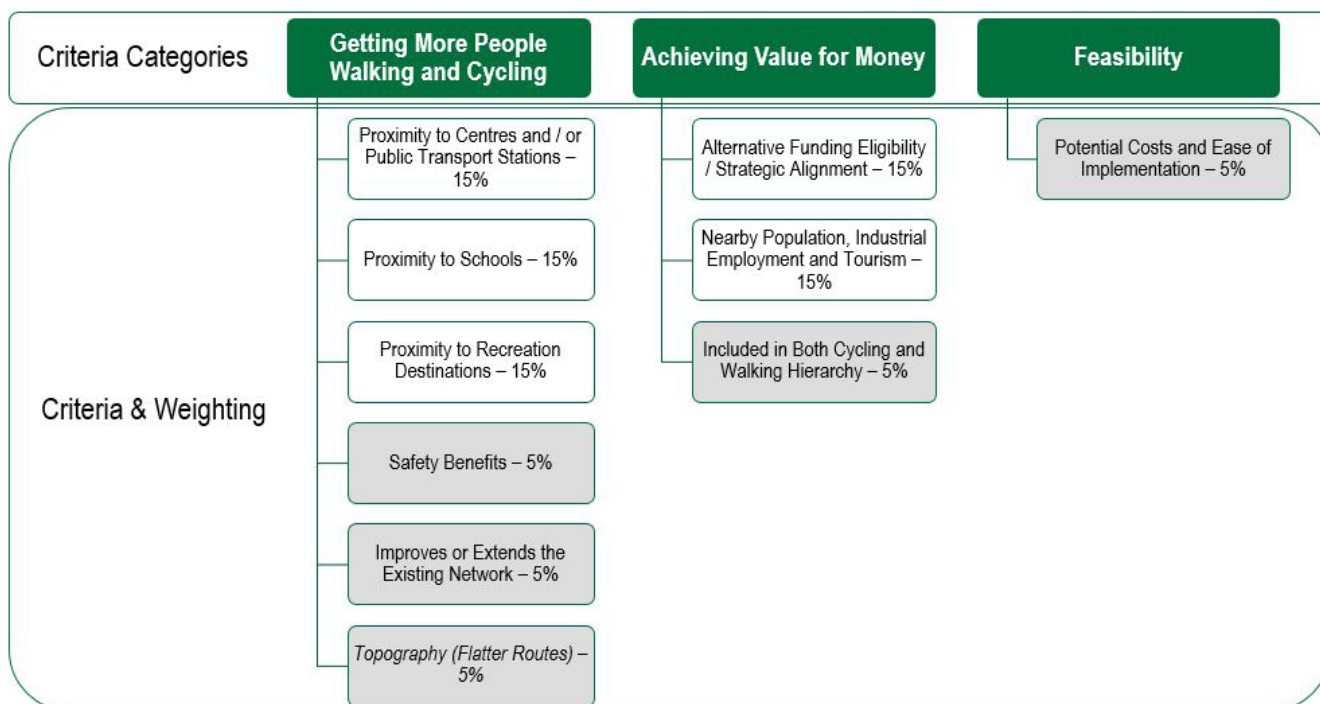 Criteria Categories
Getting More People
Walking and Cycling
Achieving Value for Money
Feasibility
Criteria & Weighting
Proximity to Centres and / or
Public Transport Stations –
15%
Proximity to Schools – 15%
Proximity to Recreation
Destinations – 15%
Safety Benefits – 5%
Improves or Extends the
Existing Network – 5%
Topography (Flatter Routes) –
5%
Alternative Funding Eligibility
/ Strategic Alignment – 15%
Nearby Population, Industrial
Employment and Tourism –
15%
Included in Both Cycling and
Walking Hierarchy – 5%
Potential Costs and Ease of
Implementation – 5%